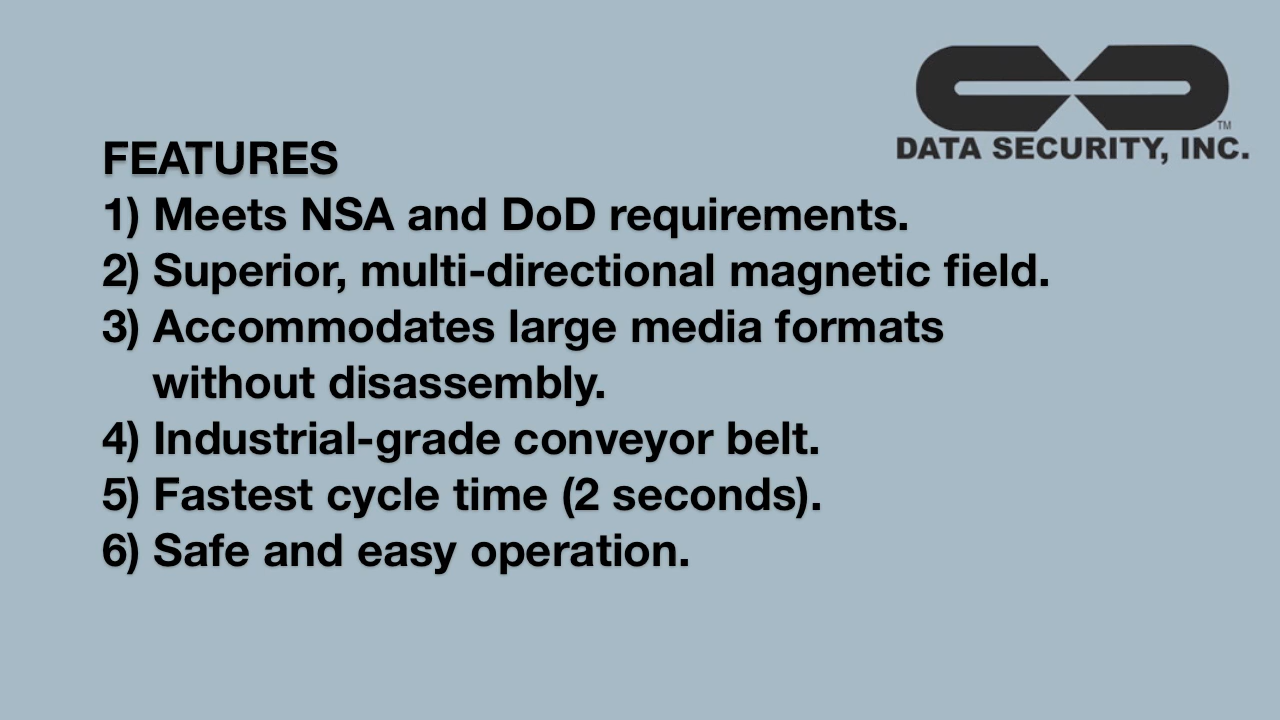 TM
DATA SECURITY, INC.
FEATURES
1) Meets NSA and DoD requirements.
2) Superior, multi-directional magnetic field.
3) Accommodates large media formats
without disassembly.
4) Industrial-grade conveyor belt.
5) Fastest cycle time (2 seconds).
6) Safe and easy operation.